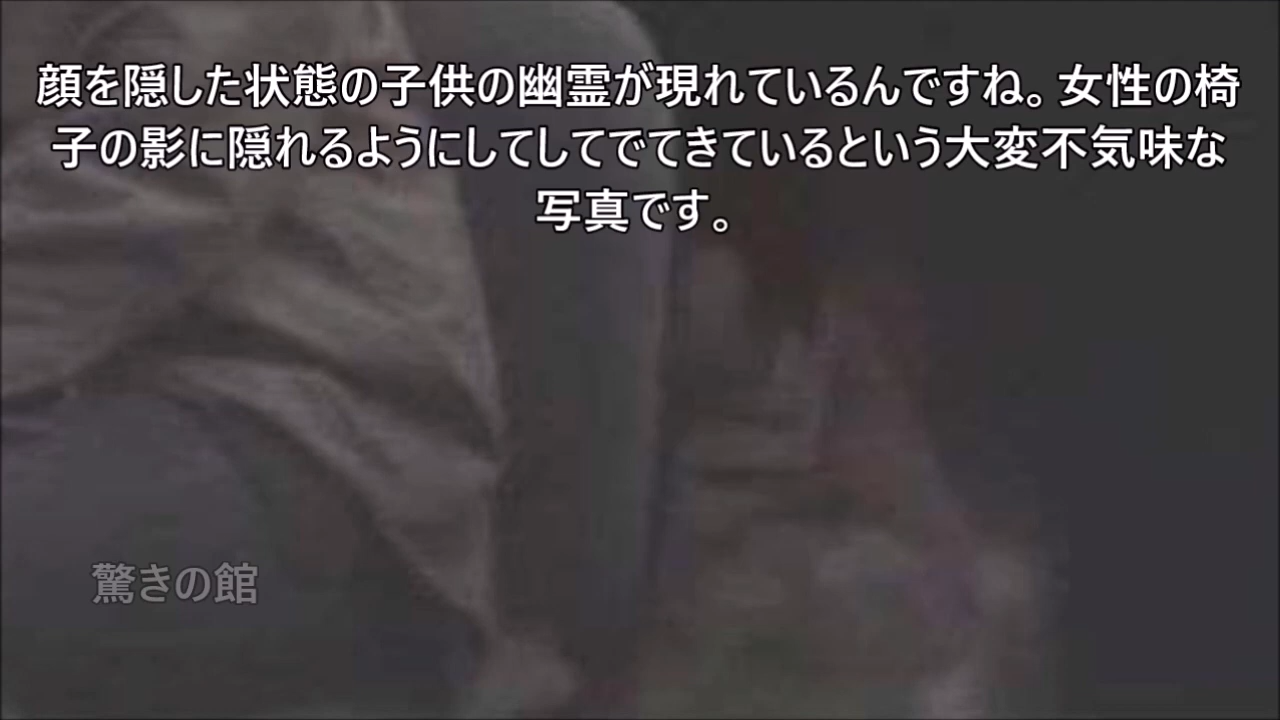 顔を隠した状態の子供の幽霊が現れているんですね。女性の椅
子の影に隠れるようにしてしてでてきているという大変不気味な
写真です。
驚きの館